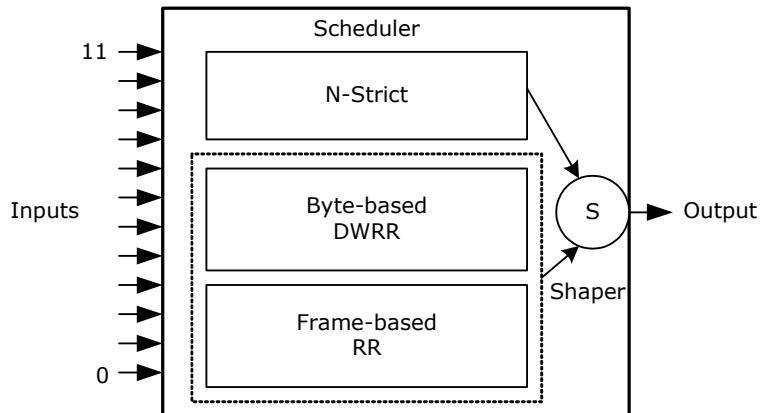 Scheduler
11
N-Strict
Inputs
Byte-based
DWRR
S
Output
Shaper
Frame-based
RR
0